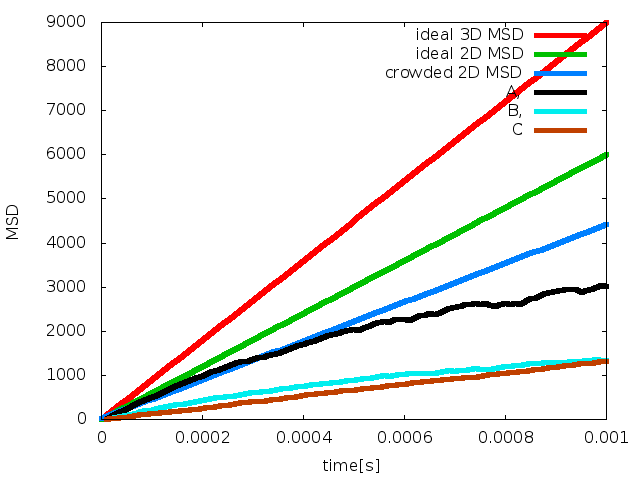 9000
8000
7000
6000
5000
4000
3000
2000
1000
0
MSD
ideal 3D MSD
ideal 2D MSD
crowded 2D MSD
A,
B,
C
0 0.0002 0.0004 0.0006 0.0008 0.001
time[s]